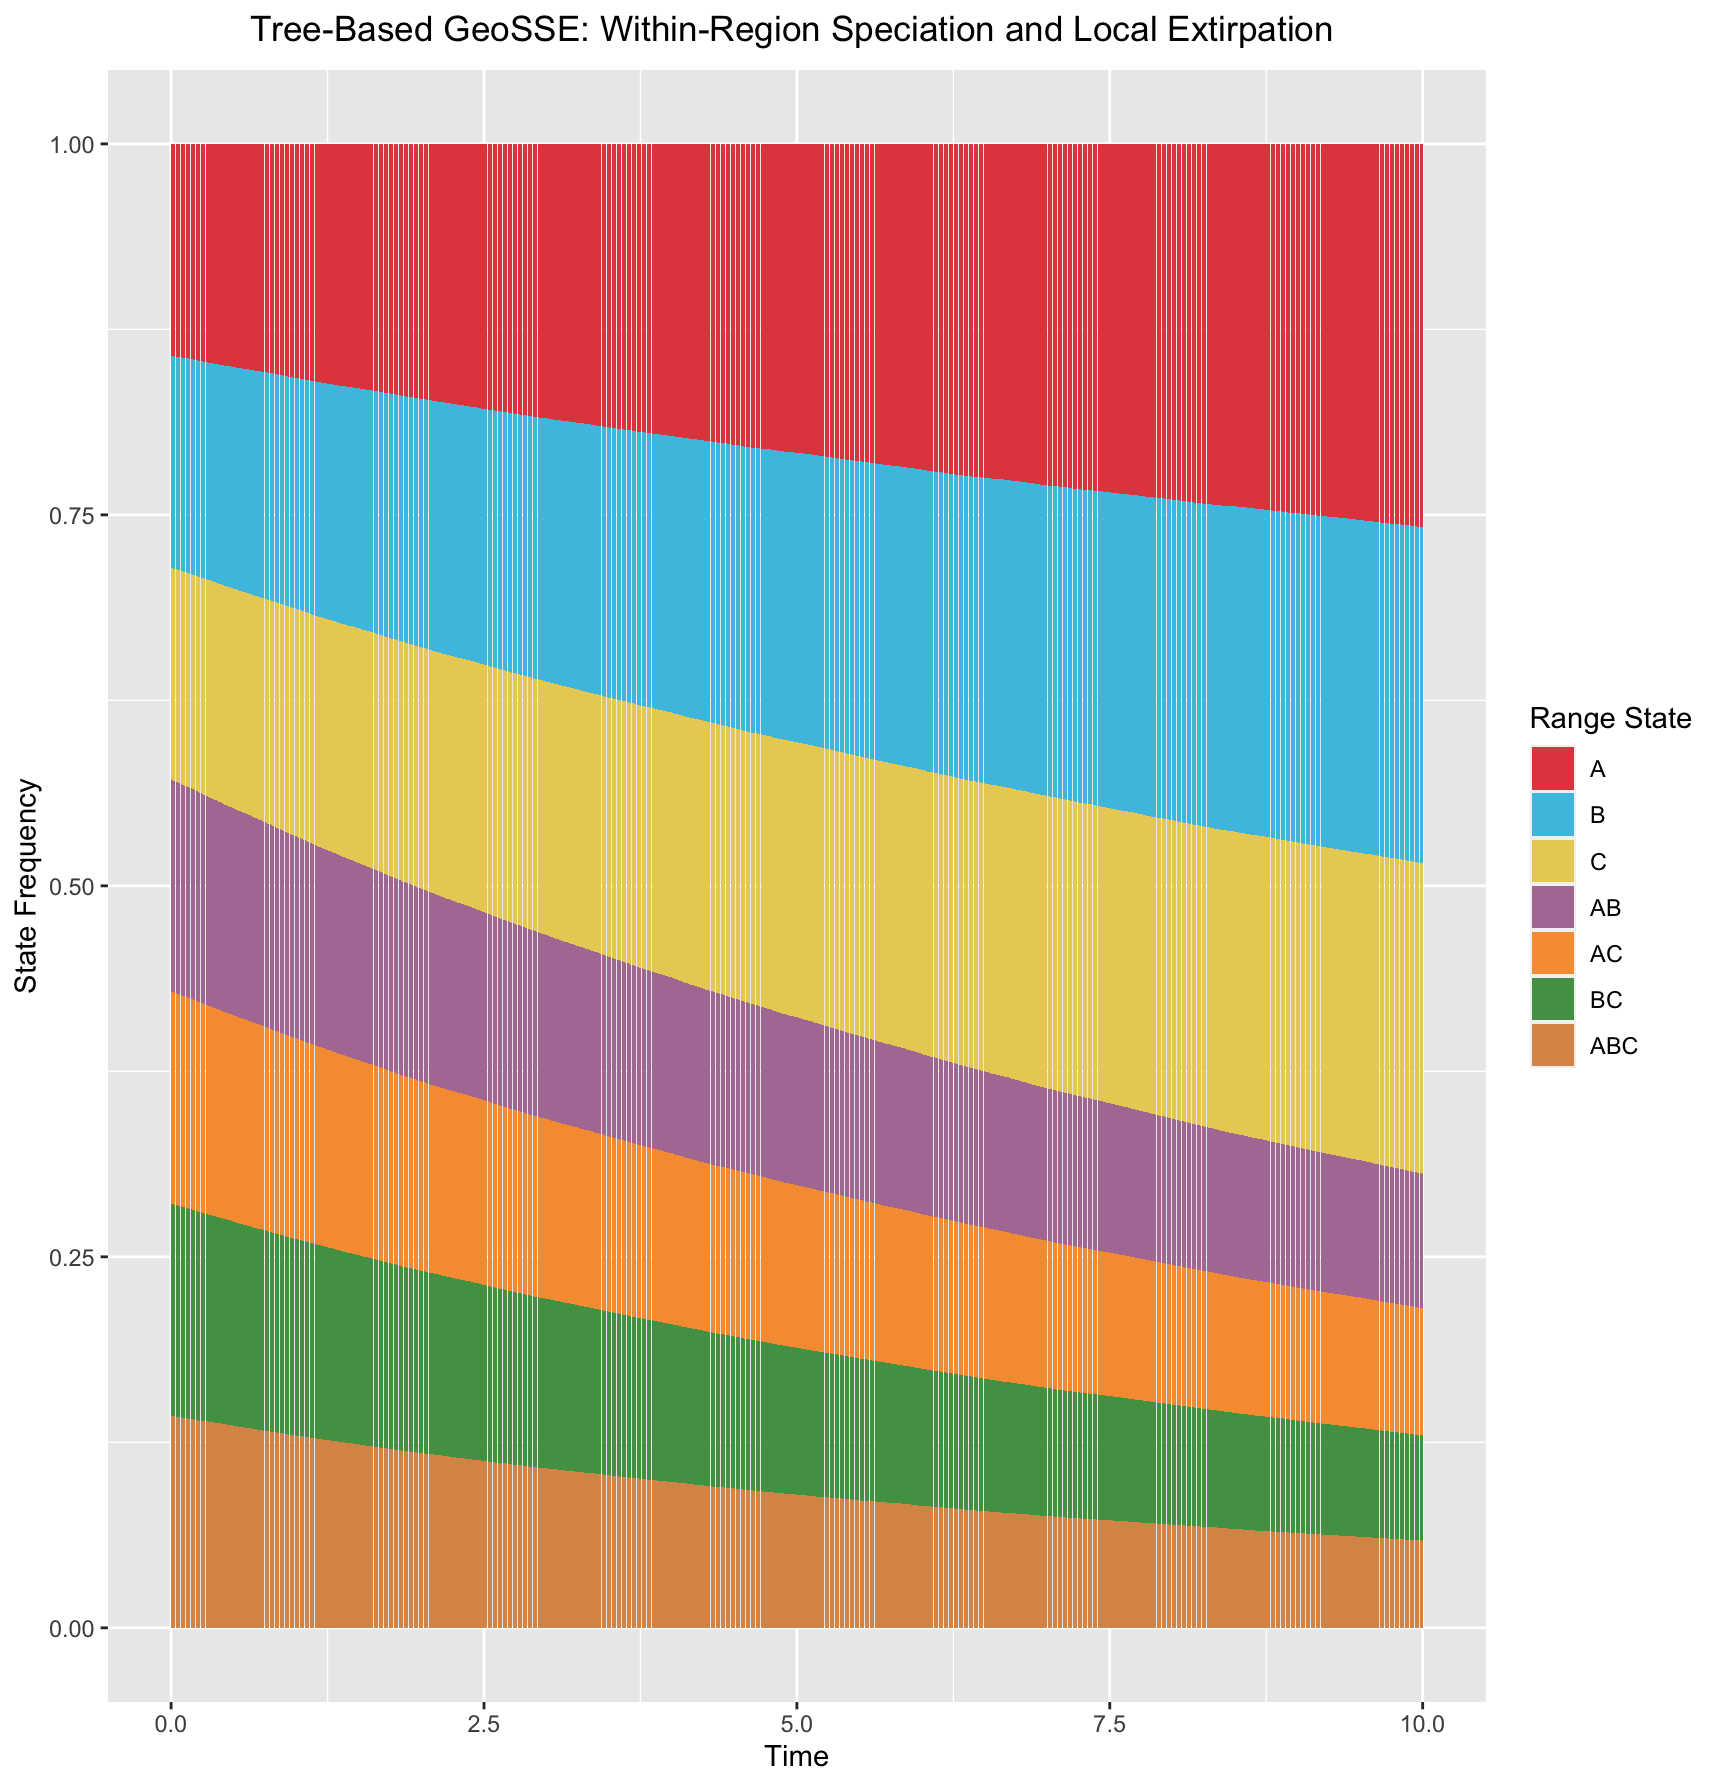 Tree-Based GeoSSE: Within-Region Speciation and Local Extirpation
1.00
0.75
0.50
0.25
0.00
State Frequency
0.0
2.5
5.0
7.5
10.0
Time
Range State
A
B
C
AB
AC
BC
ABC